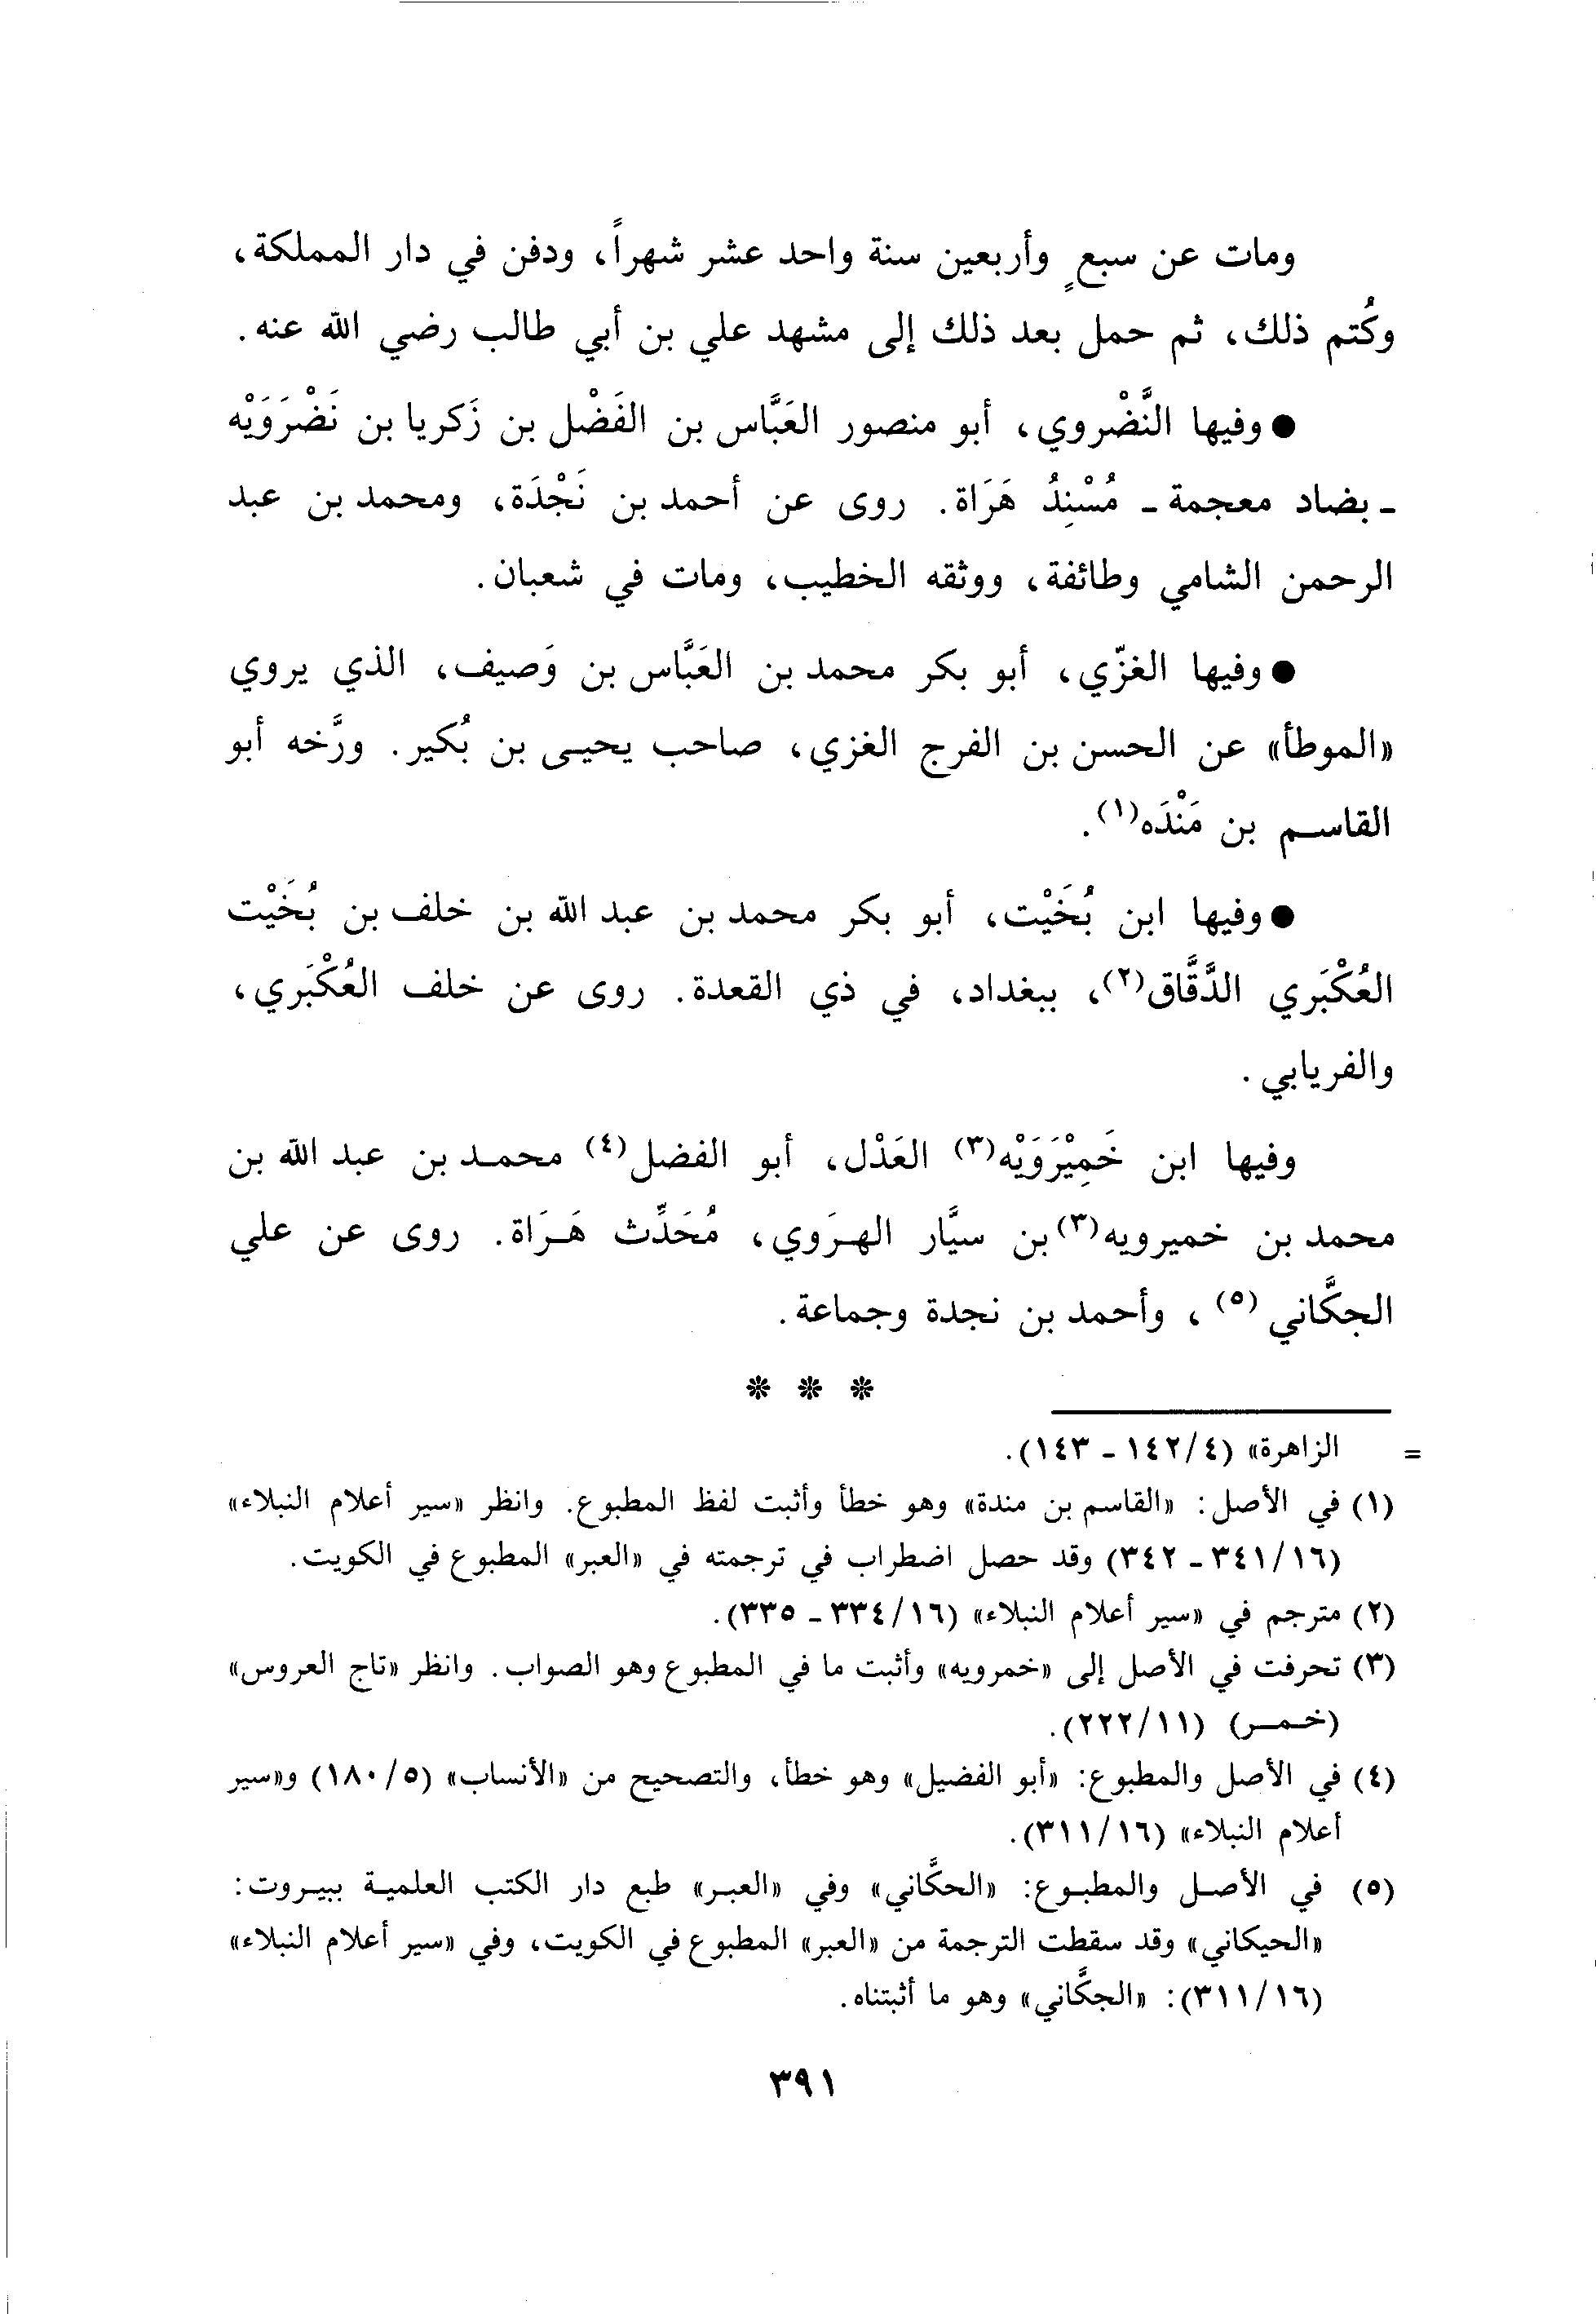 ومات عن سبعٍ وأربعين سنة واحد عشر شهراً، ودفن في دار المملكة،
وكُتم ذلك، ثم حمل بعد ذلك إلى مشهد علي بن أبي طالب رضي الله عنه.
● وفيها النَّضْروي، أبو منصور العَبَّاس بن الفَضْل بن زَكريا بن نَضْرَوَيْه
ـ بضاد معجمة ـ مُسْنِدُ هَرَاة. روى عن أحمد بن نَجْدَة، ومحمد بن عبد
الرحمن الشامي وطائفة، ووثقه الخطيب، ومات في شعبان.
● وفيها الغزّي، أبو بكر محمد بن العَبَّاس بن وَصيف، الذي يروي
«الموطأ» عن الحسن بن الفرج الغزي، صاحب يحيى بن بُكير. ورَّخه أبو
القاسم بن مَنْدَه(١).
● وفيها ابن بُخَيْت، أبو بكر محمد بن عبد الله بن خلف بن بُخَيْت
العُكْبَري الدَّقَّاق(٢)، ببغداد، في ذي القعدة. روى عن خلف العُكْبَري،
والفريابي.
وفيها ابن خَمِيْرَوَيْه(٣) العَدْل، أبو الفضل(٤) محمد بن عبد الله بن
محمد بن خميرويه(٣) بن سيَّار الهرَوي، مُحَدِّث هَرَاة. روى عن علي
الجكَّاني(٥)، وأحمد بن نجدة وجماعة.
* * *
= الزاهرة» (٤/١٤٢ - ١٤٣).
(١) في الأصل: «القاسم بن مندة» وهو خطأ وأثبت لفظ المطبوع. وانظر «سير أعلام النبلاء»
(١٦/٣٤١ - ٣٤٢) وقد حصل اضطراب في ترجمته في «العبر» المطبوع في الكويت.
(٢) مترجم في «سير أعلام النبلاء» (١٦/٣٣٤ - ٣٣٥).
(٣) تحرفت في الأصل إلى «خمرويه» وأثبت ما في المطبوع وهو الصواب. وانظر «تاج العروس»
(خمر) (١١/٢٢٢).
(٤) في الأصل والمطبوع: «أبو الفضيل» وهو خطأ، والتصحيح من «الأنساب» (٥/١٨٠) و«سير
أعلام النبلاء» (١٦/٣١١).
(٥) في الأصل والمطبوع: «الحكَّاني» وفي «العبر» طبع دار الكتب العلمية ببيروت:
«الحيكاني» وقد سقطت الترجمة من «العبر» المطبوع في الكويت، وفي «سير أعلام النبلاء»
(١٦/٣١١): «الجكَّاني» وهو ما أثبتناه.
٣٩١